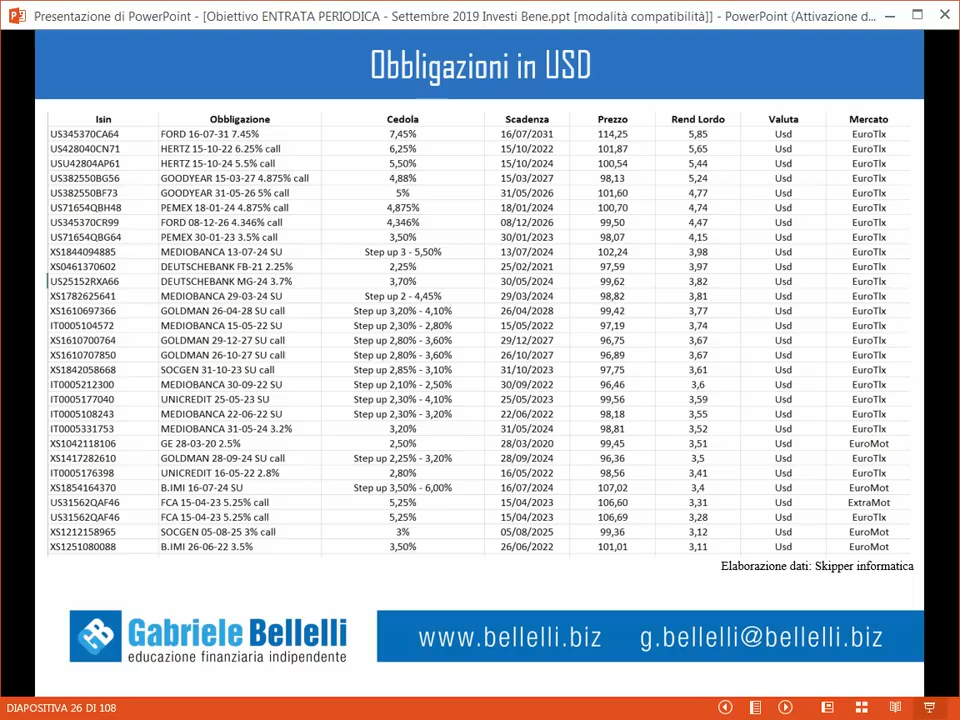 Presentazione di PowerPoint - [Obiettivo ENTRATA PERIODICA - Settembre 2019 Investi Bene.ppt [modalità compatibilità]] - PowerPoint (Attivazione d...
Obbligazioni in USD
Isin Obbligazione Cedola Scadenza Prezzo Rend Lordo Valuta Mercato
US345370CA64 FORD 16-07-31 7.45% 7,45% 16/07/2031 114,25 5,85 Usd EuroTlx
US428040CN71 HERTZ 15-10-22 6.25% call 6,25% 15/10/2022 101,87 5,65 Usd EuroTlx
USU42804AP61 HERTZ 15-10-24 5.5% call 5,50% 15/10/2024 100,54 5,44 Usd EuroTlx
US382550BG56 GOODYEAR 15-03-27 4.875% call 4,88% 15/03/2027 98,13 5,24 Usd EuroTlx
US382550BF73 GOODYEAR 31-05-26 5% call 5% 31/05/2026 101,60 4,77 Usd EuroTlx
US71654QBH48 PEMEX 18-01-24 4.875% call 4,875% 18/01/2024 100,70 4,74 Usd EuroTlx
US345370CR99 FORD 08-12-26 4.346% call 4,346% 08/12/2026 99,50 4,47 Usd EuroTlx
US71654QBG64 PEMEX 30-01-23 3.5% call 3,50% 30/01/2023 98,07 4,15 Usd EuroTlx
XS1844094885 MEDIOBANCA 13-07-24 SU Step up 3 - 5,50% 13/07/2024 102,24 3,98 Usd EuroTlx
XS0461370602 DEUTSCHEBANK FB-21 2.25% 2,25% 25/02/2021 97,59 3,97 Usd EuroTlx
US25152RXA66 DEUTSCHEBANK MG-24 3.7% 3,70% 30/05/2024 99,62 3,82 Usd EuroTlx
XS1782625641 MEDIOBANCA 29-03-24 SU Step up 2 - 4,45% 29/03/2024 98,82 3,81 Usd EuroTlx
XS1610697366 GOLDMAN 26-04-28 SU call Step up 3,20% - 4,10% 26/04/2028 99,42 3,77 Usd EuroTlx
IT0005104572 MEDIOBANCA 15-05-22 SU Step up 2,30% - 2,80% 15/05/2022 97,19 3,74 Usd EuroTlx
XS1610700764 GOLDMAN 29-12-27 SU call Step up 2,80% - 3,60% 29/12/2027 96,75 3,67 Usd EuroTlx
XS1610707850 GOLDMAN 26-10-27 SU call Step up 2,80% - 3,60% 26/10/2027 96,89 3,67 Usd EuroTlx
XS1842058668 SOCGEN 31-10-23 SU call Step up 2,85% - 3,10% 31/10/2023 97,75 3,61 Usd EuroTlx
IT0005212300 MEDIOBANCA 30-09-22 SU Step up 2,10% - 2,50% 30/09/2022 96,46 3,6 Usd EuroTlx
IT0005177040 UNICREDIT 25-05-23 SU Step up 2,30% - 4,10% 25/05/2023 99,56 3,59 Usd EuroTlx
IT0005108243 MEDIOBANCA 22-06-22 SU Step up 2,30% - 3,20% 22/06/2022 98,18 3,55 Usd EuroTlx
IT0005331753 MEDIOBANCA 31-05-24 3.2% 3,20% 31/05/2024 98,81 3,52 Usd EuroTlx
XS1042118106 GE 28-03-20 2.5% 2,50% 28/03/2020 99,45 3,51 Usd EuroMot
XS1417282610 GOLDMAN 28-09-24 SU call Step up 2,25% - 3,20% 28/09/2024 96,36 3,5 Usd EuroTlx
IT0005176398 UNICREDIT 16-05-22 2.8% 2,80% 16/05/2022 98,56 3,41 Usd EuroTlx
XS1854164370 B.IMI 16-07-24 SU Step up 3,50% - 6,00% 16/07/2024 107,02 3,4 Usd EuroMot
US31562QAF46 FCA 15-04-23 5.25% call 5,25% 15/04/2023 106,60 3,31 Usd ExtraMot
US31562QAF46 FCA 15-04-23 5.25% call 5,25% 15/04/2023 106,69 3,28 Usd EuroTlx
XS1212158965 SOCGEN 05-08-25 3% call 3% 05/08/2025 99,36 3,12 Usd EuroMot
XS1251080088 B.IMI 26-06-22 3.5% 3,50% 26/06/2022 101,01 3,11 Usd EuroMot
Elaborazione dati: Skipper informatica
Gabriele Bellelli
educazione finanziaria indipendente
www.bellelli.biz g.bellelli@bellelli.biz
DIAPOSITIVA 26 DI 108